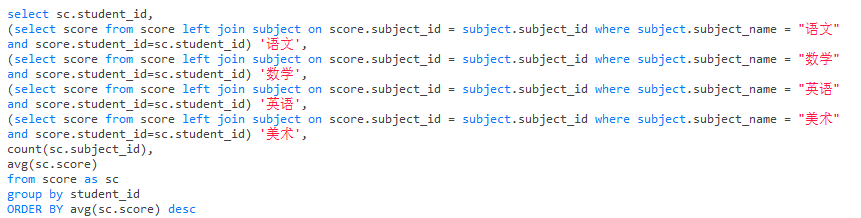 select sc.student_id,
(select score from score left join subject on score.subject_id = subject.subject_id where subject.subject_name = "语文"
and score.student_id=sc.student_id) '语文',
(select score from score left join subject on score.subject_id = subject.subject_id where subject.subject_name = "数学"
and score.student_id=sc.student_id) '数学',
(select score from score left join subject on score.subject_id = subject.subject_id where subject.subject_name = "英语"
and score.student_id=sc.student_id) '英语',
(select score from score left join subject on score.subject_id = subject.subject_id where subject.subject_name = "美术"
and score.student_id=sc.student_id) '美术',
count(sc.subject_id),
avg(sc.score)
from score as sc
group by student_id
ORDER BY avg(sc.score) desc